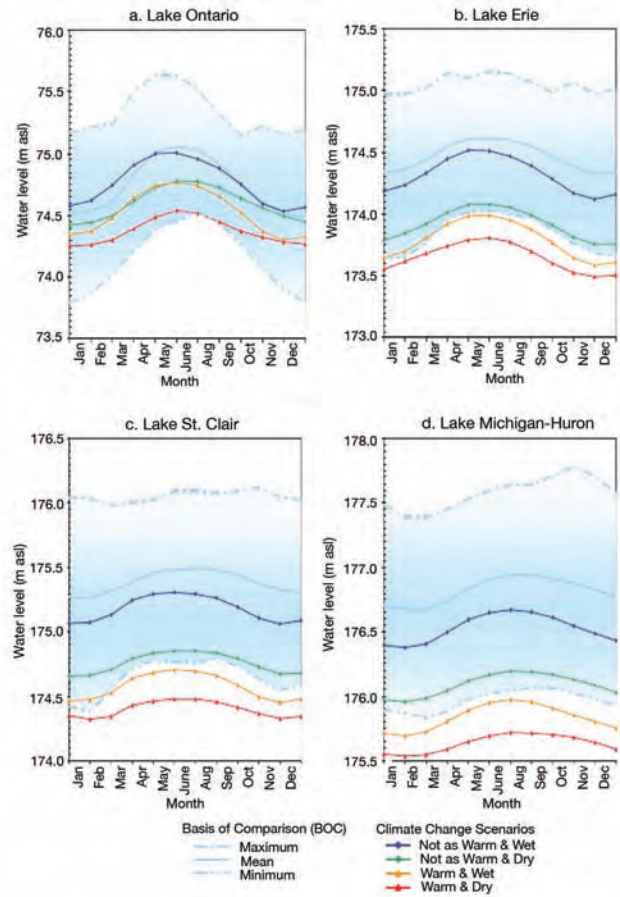 a. Lake Ontario
76.0
75.5
75.0
74.5
74.0
73.5
Water level (m asl)
Jan
Feb
Mar
Apr
May
June
Aug
Sep
Oct
Nov
Dec
Month
b. Lake Erie
175.5
175.0
174.5
174.0
173.5
173.0
Water level (m asl)
Jan
Feb
Mar
Apr
May
June
Aug
Sep
Oct
Nov
Dec
Month
c. Lake St. Clair
176.5
176.0
175.5
175.0
174.5
174.0
Water level (m asl)
Jan
Feb
Mar
Apr
May
June
Aug
Sep
Oct
Nov
Dec
Month
d. Lake Michigan-Huron
178.0
177.5
177.0
176.5
176.0
175.5
Water level (m asl)
Jan
Feb
Mar
Apr
May
June
Aug
Sep
Oct
Nov
Dec
Month
Basis of Comparison (BOC)
Maximum
Mean
Minimum
Climate Change Scenarios
Not as Warm & Wet
Not as Warm & Dry
Warm & Wet
Warm & Dry